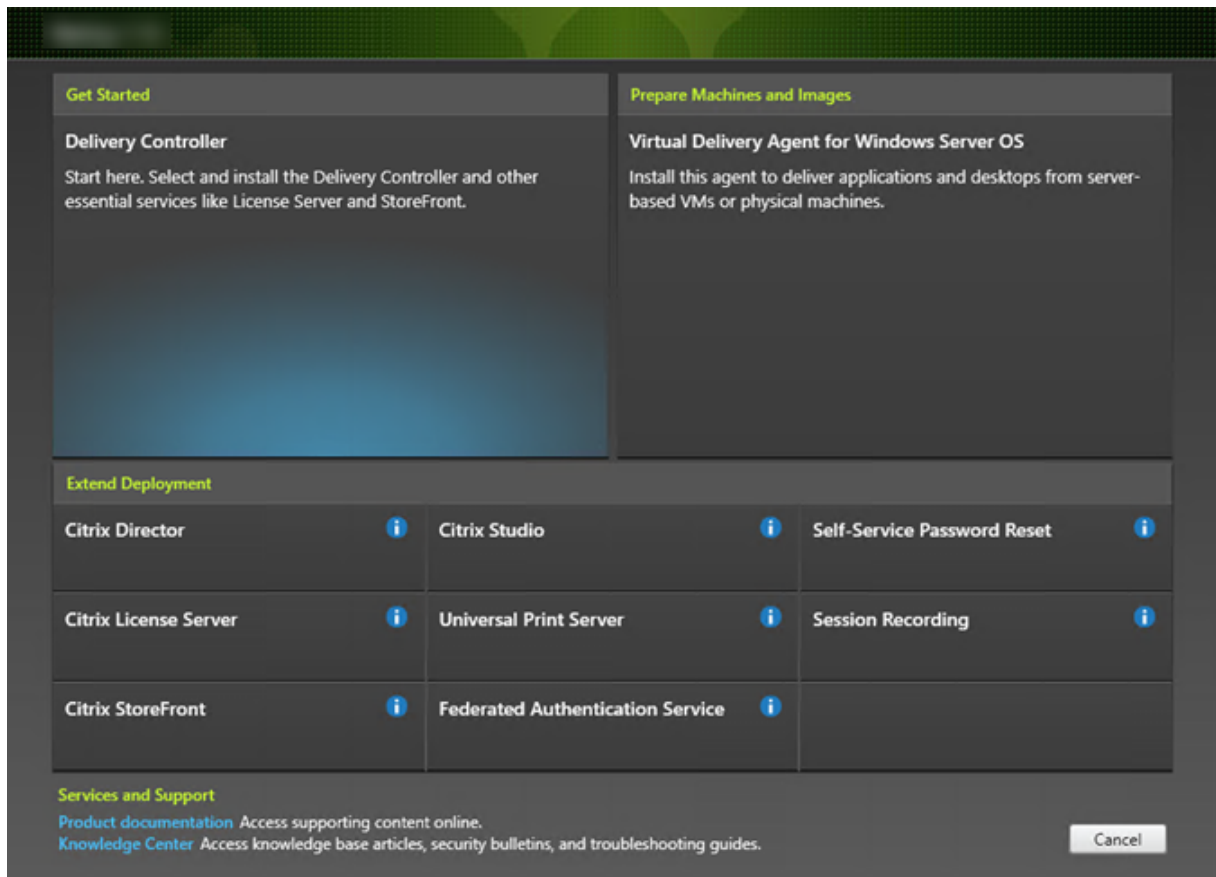 Get Started
Prepare Machines and Images
Delivery Controller
Start here. Select and install the Delivery Controller and other
essential services like License Server and StoreFront.
Virtual Delivery Agent for Windows Server OS
Install this agent to deliver applications and desktops from server-
based VMs or physical machines.
Extend Deployment
Citrix Director
Citrix Studio
Self-Service Password Reset
Citrix License Server
Universal Print Server
Session Recording
Citrix StoreFront
Federated Authentication Service
Services and Support
Product documentation Access supporting content online.
Knowledge Center Access knowledge base articles, security bulletins, and troubleshooting guides.
Cancel